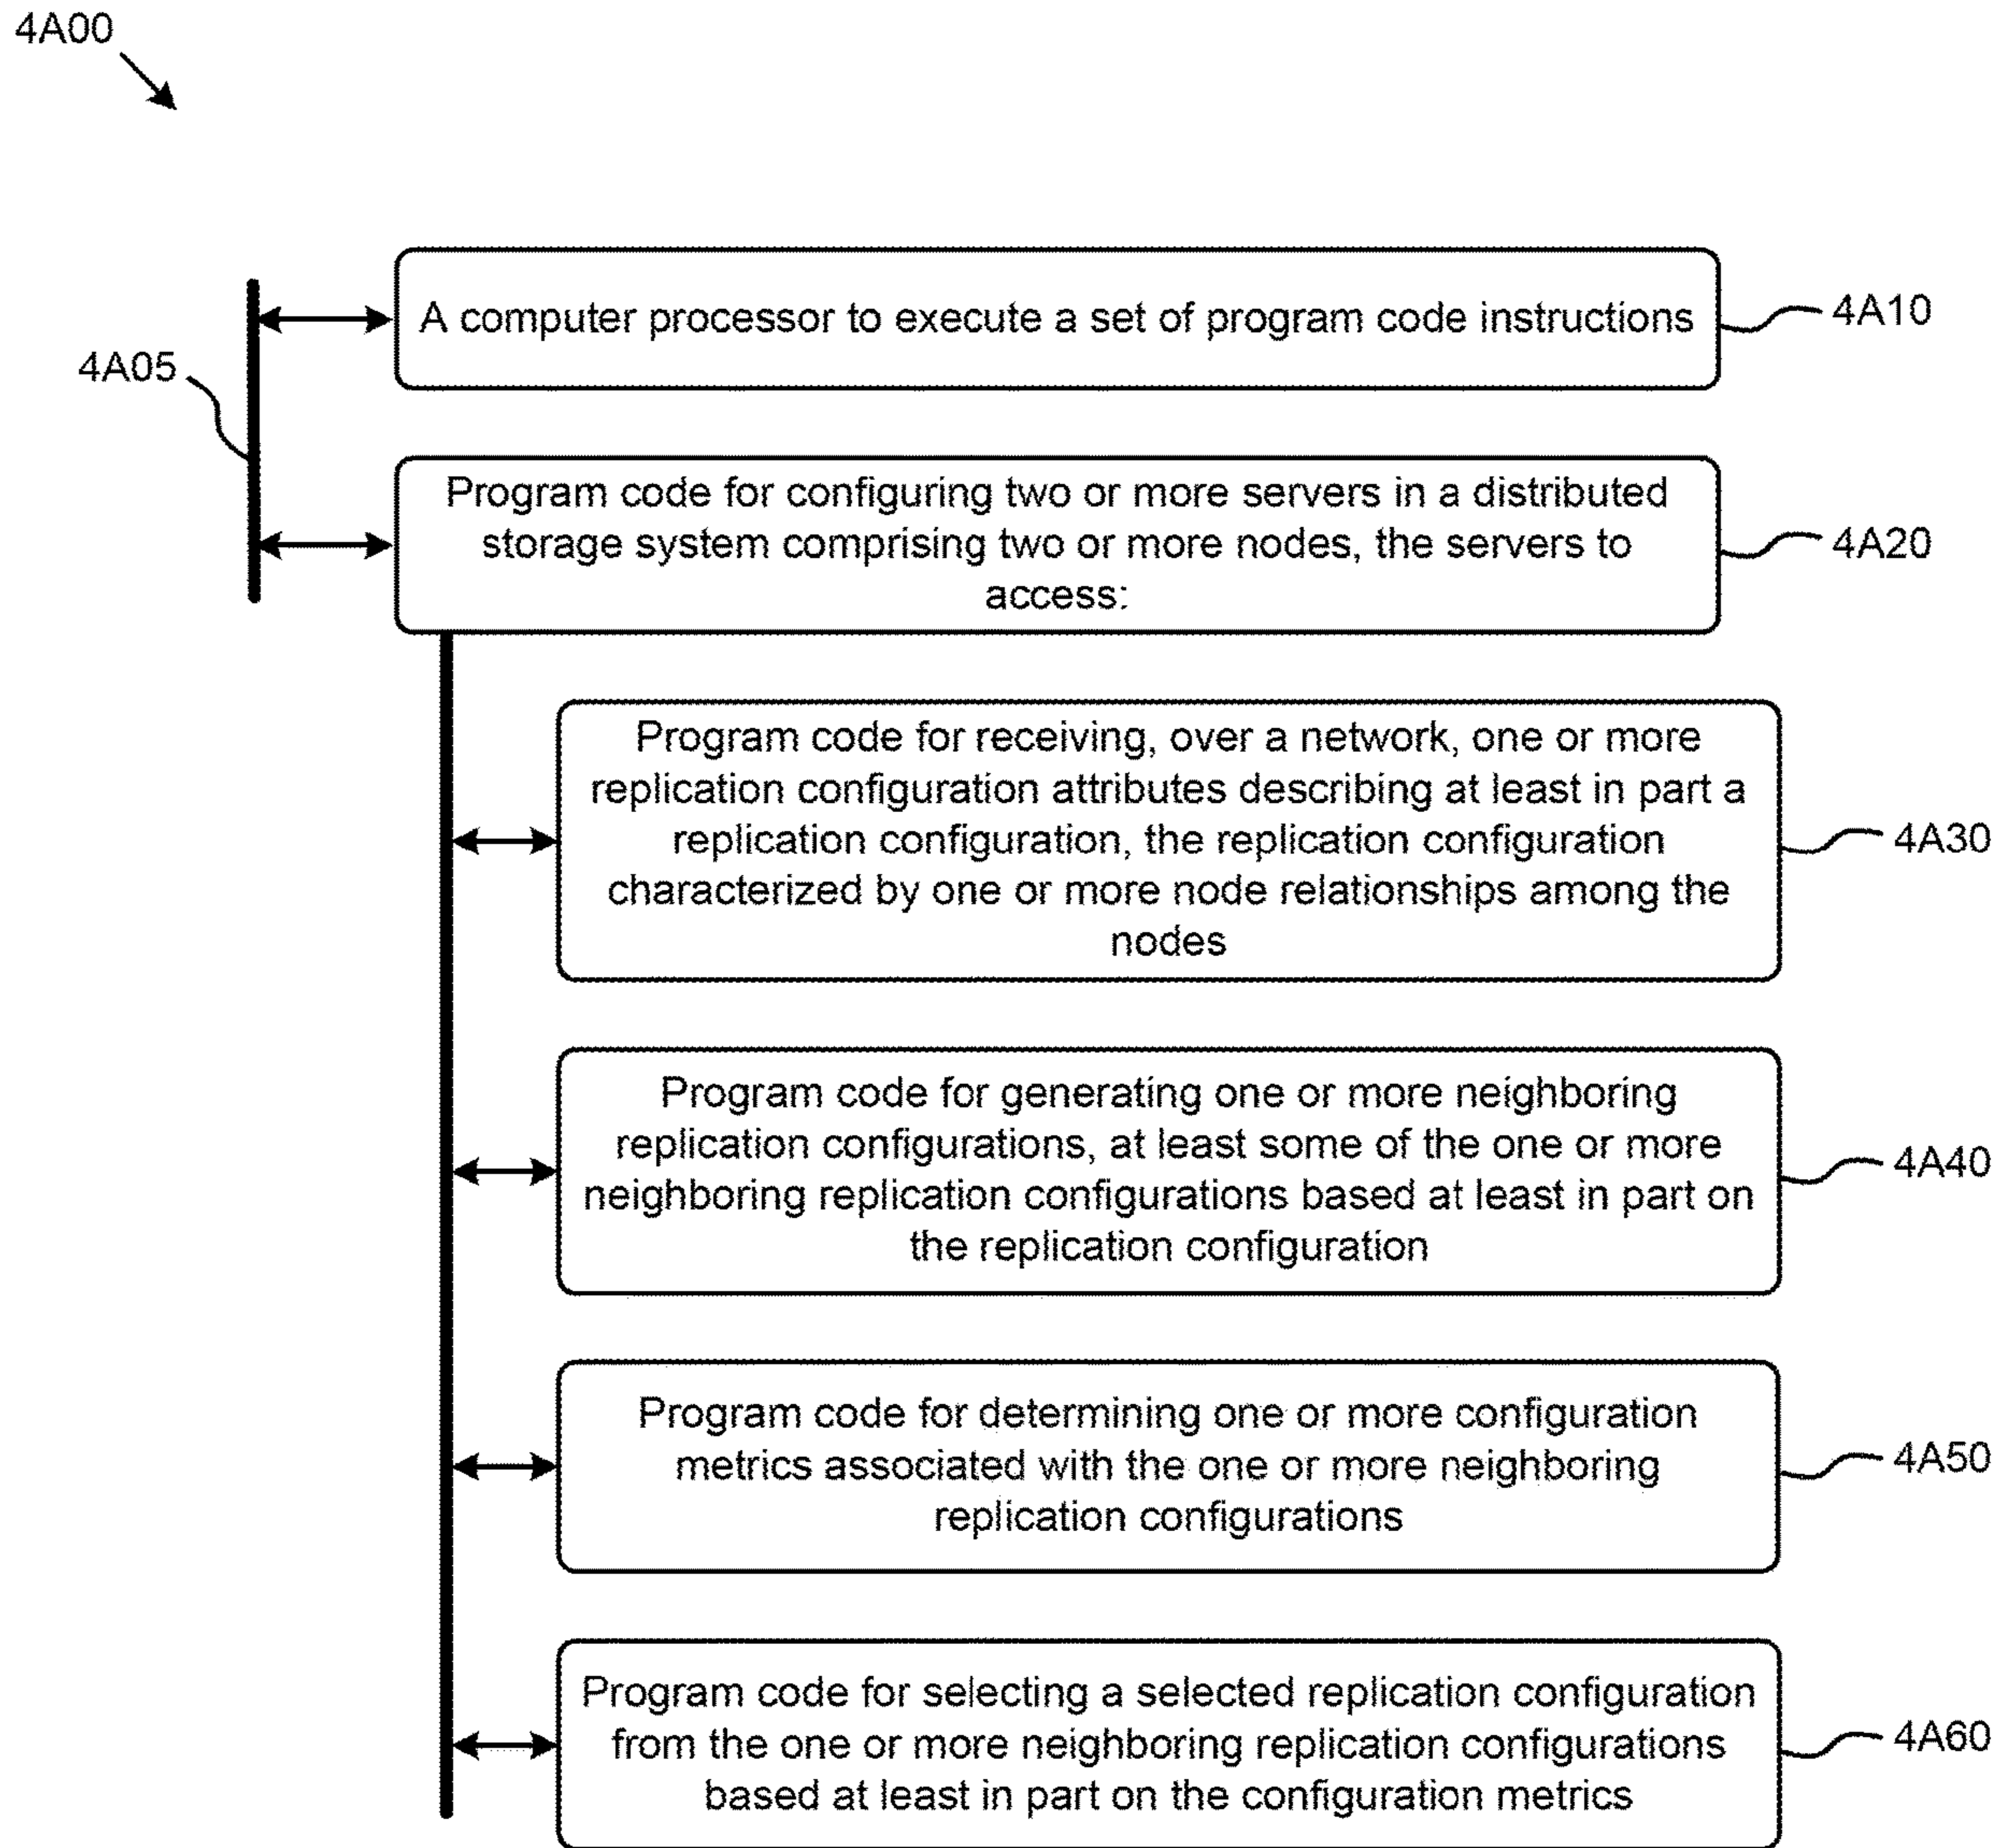 4A00
A computer processor to execute a set of program code instructions
4A10
4A05
Program code for configuring two or more servers in a distributed
storage system comprising two or more nodes, the servers to
access:
4A20
Program code for receiving, over a network, one or more
replication configuration attributes describing at least in part a
replication configuration, the replication configuration
characterized by one or more node relationships among the
nodes
4A30
Program code for generating one or more neighboring
replication configurations, at least some of the one or more
neighboring replication configurations based at least in part on
the replication configuration
4A40
Program code for determining one or more configuration
metrics associated with the one or more neighboring
replication configurations
4A50
Program code for selecting a selected replication configuration
from the one or more neighboring replication configurations
based at least in part on the configuration metrics
4A60